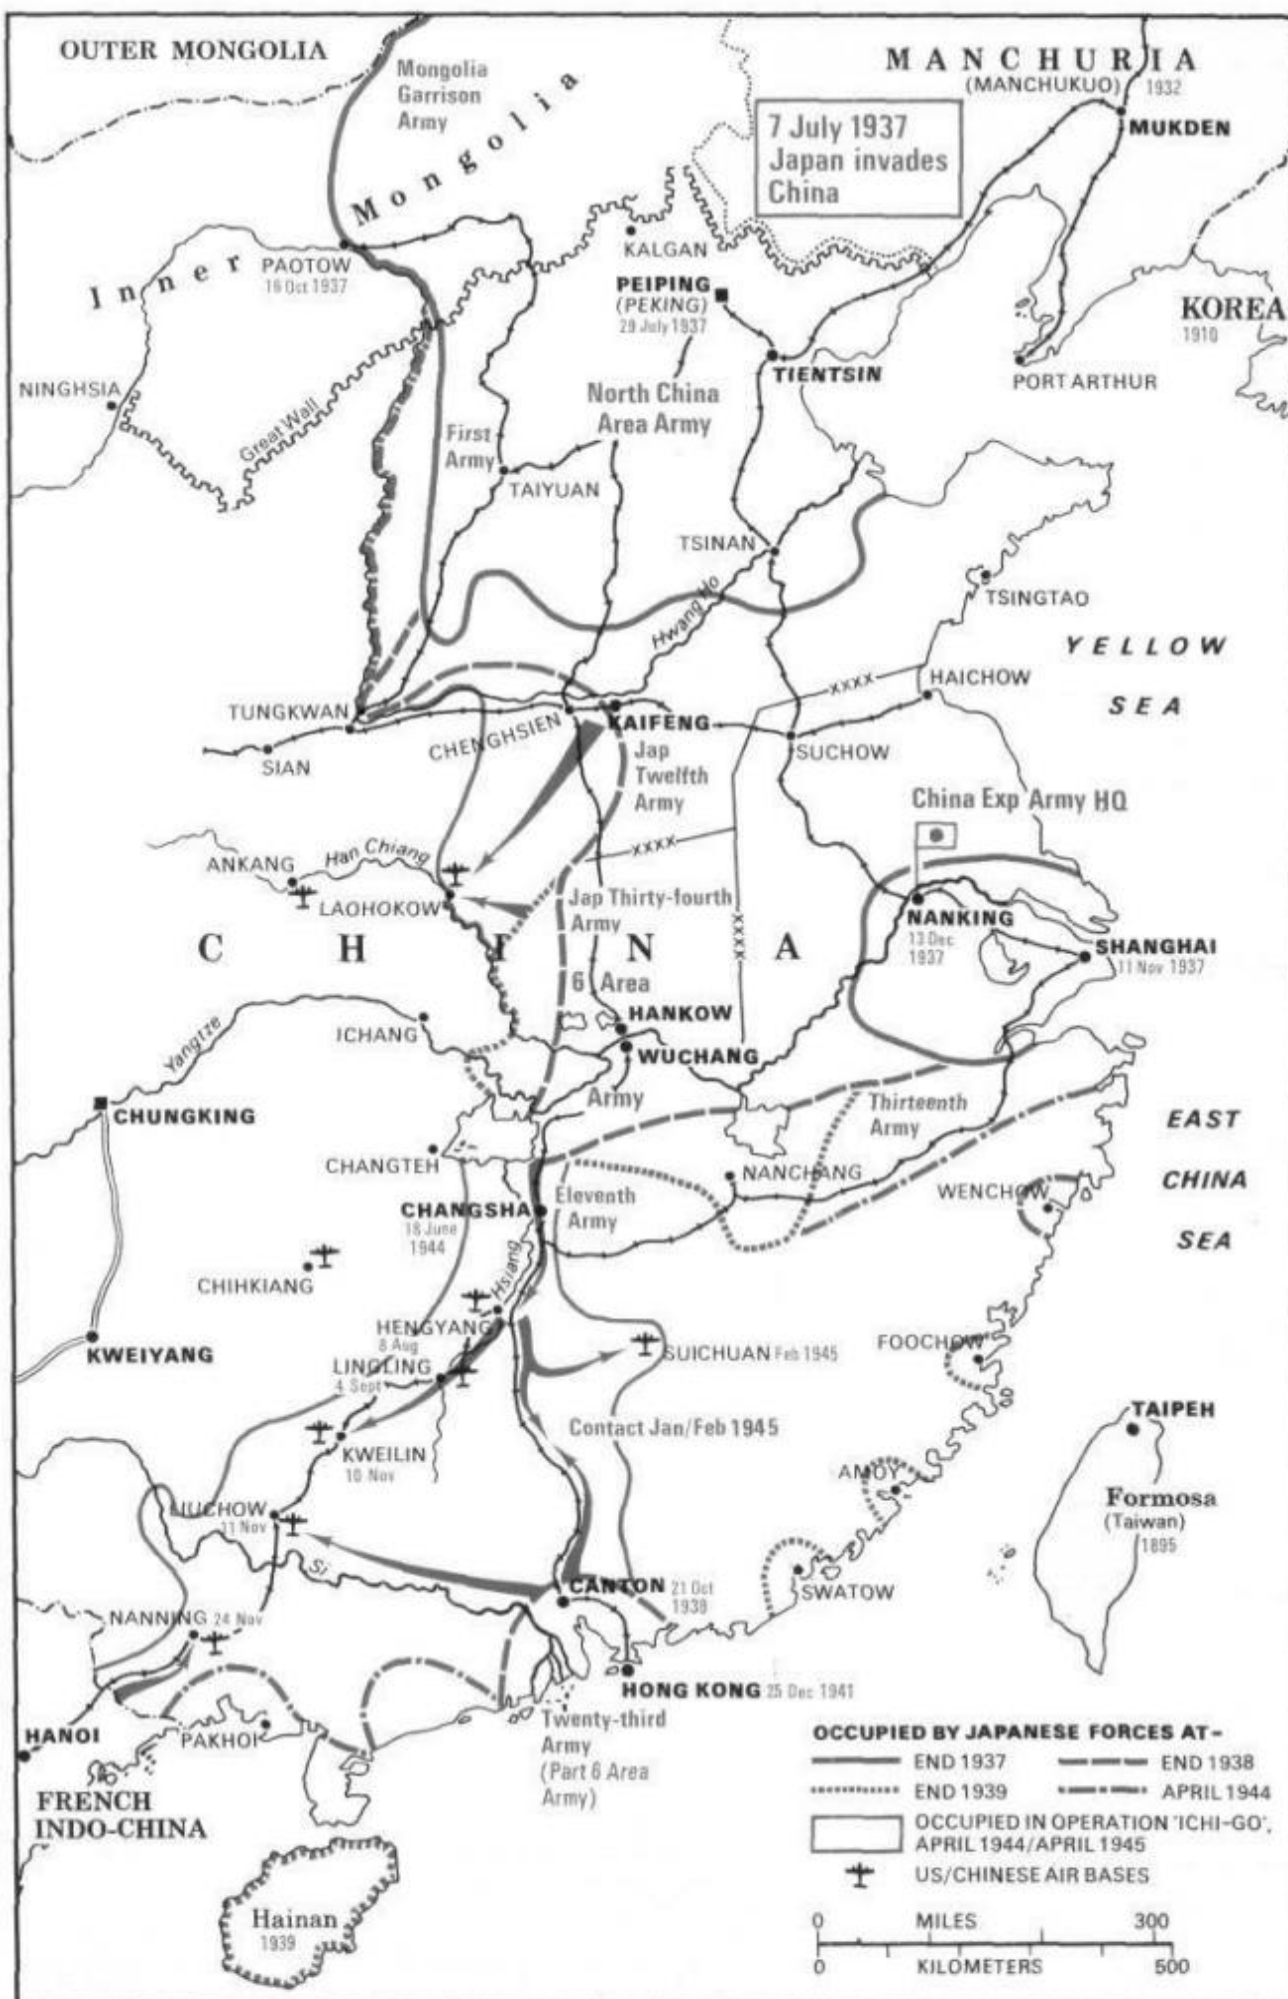 OUTER MONGOLIA
Mongolia
Garrison
Army
MANCHURIA
(MANCHUKUO) 1932
MUKDEN
7 July 1937
Japan invades
China
Inner Mongolia
KALGAN
PAOTOW
16 Oct 1937
PEIPING
(PEKING)
29 July 1937
KOREA
1910
TIENTSIN
PORT ARTHUR
NINGHSIA
Great Wall
North China
Area Army
First
Army
TAIYUAN
TSINAN
TSINGTAO
Hwang Ho
YELLOW
SEA
HAICHOW
XXXX
TUNGKWAN
CHENGHSIEN
KAIFENG
SUCHOW
SIAN
Jap
Twelfth
Army
China Exp Army HQ
XXXX
ANKANG
Han Chiang
LAOHOKOW
Jap Thirty-fourth
Army
NANKING
13 Dec
1937
XXXX
SHANGHAI
11 Nov 1937
CHINA
6 Area
HANKOW
WUCHANG
ICHANG
Yangtze
Army
CHUNGKING
Thirteenth
Army
EAST
CHINA
SEA
CHANGTEH
NANCHANG
WENCHOW
CHANGSHA
18 June
1944
Eleventh
Army
Hsiang
CHIHKIANG
HENGYANG
8 Aug
KWEIYANG
LINGLING
4 Sept
SUICHUAN Feb 1945
FOOCHOW
Contact Jan/Feb 1945
TAIPEH
KWEILIN
10 Nov
AMOY
LIUCHOW
11 Nov
Formosa
(Taiwan)
1895
Si
CANTON 21 Oct
1938
SWATOW
NANNING 24 Nov
HONG KONG 25 Dec 1941
HANOI
PAKHOI
Twenty-third
Army
(Part 6 Area
Army)
FRENCH
INDO-CHINA
Hainan
1939
OCCUPIED BY JAPANESE FORCES AT-
END 1937
END 1938
END 1939
APRIL 1944
OCCUPIED IN OPERATION 'ICHI-GO',
APRIL 1944/APRIL 1945
US/CHINESE AIR BASES
0 MILES 300
0 KILOMETERS 500